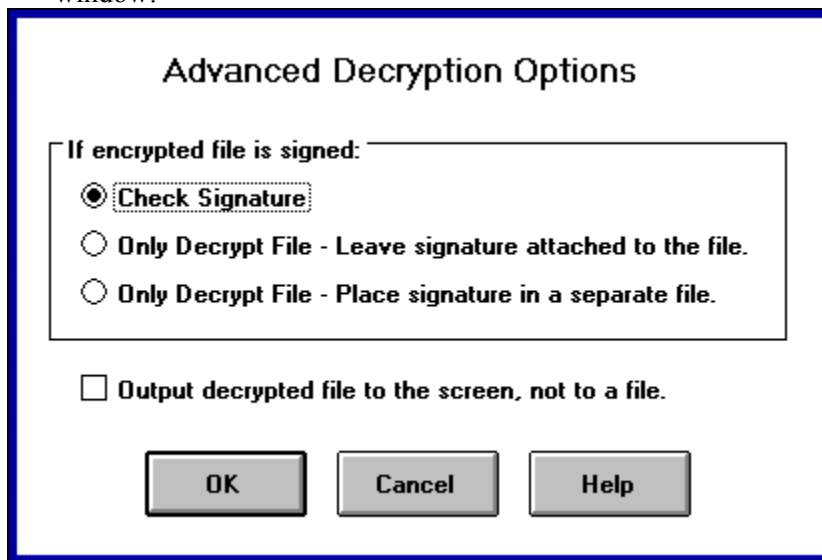 window:
Advanced Decryption Options
If encrypted file is signed:
Check Signature
Only Decrypt File - Leave signature attached to the file.
Only Decrypt File - Place signature in a separate file.
Output decrypted file to the screen, not to a file.
OK Cancel Help